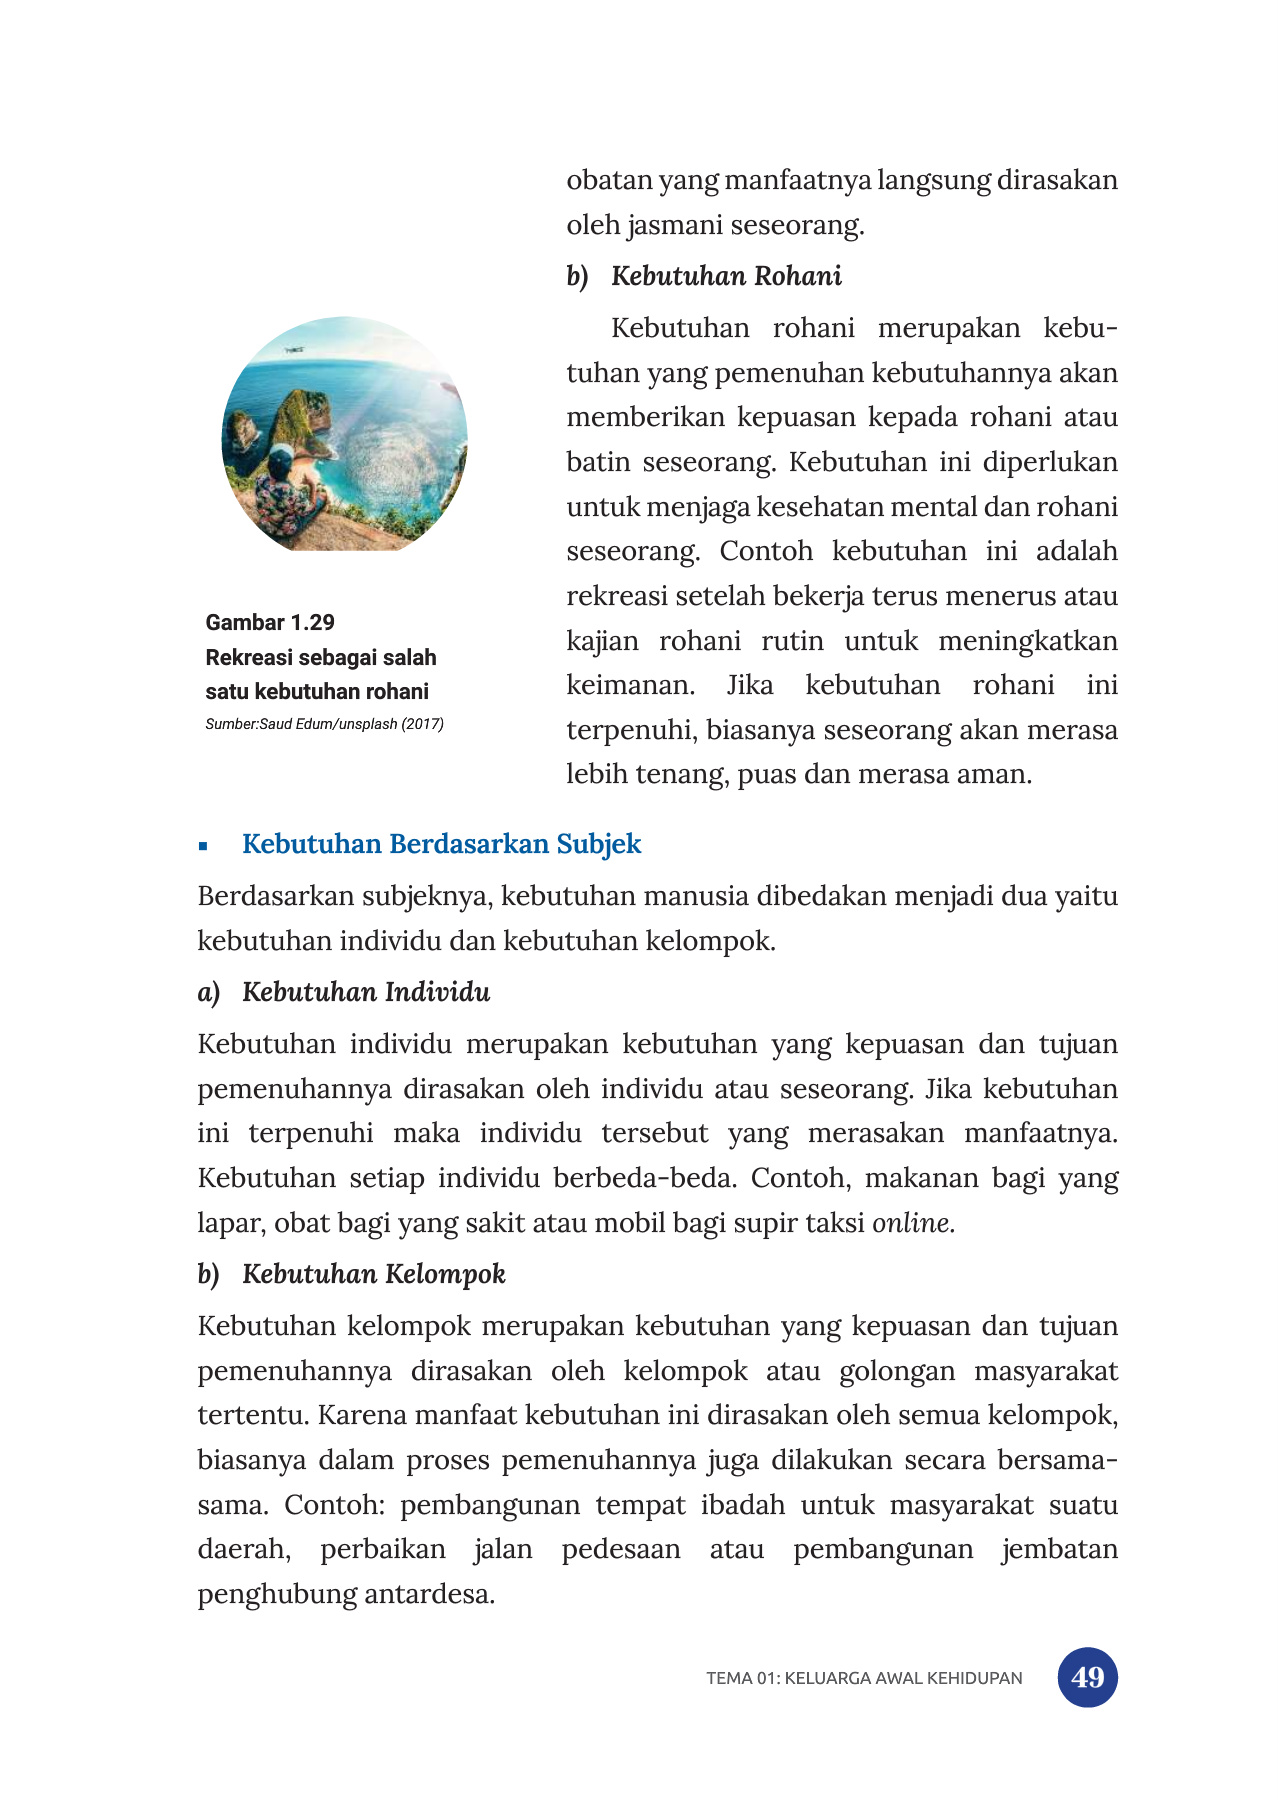 obatan yang manfaatnya langsung dirasakan
oleh jasmani seseorang.
b) Kebutuhan Rohani
Kebutuhan rohani merupakan kebu-
tuhan yang pemenuhan kebutuhannya akan
memberikan kepuasan kepada rohani atau
batin seseorang. Kebutuhan ini diperlukan
untuk menjaga kesehatan mental dan rohani
seseorang. Contoh kebutuhan ini adalah
rekreasi setelah bekerja terus menerus atau
kajian rohani rutin untuk meningkatkan
keimanan. Jika kebutuhan rohani ini
terpenuhi, biasanya seseorang akan merasa
lebih tenang, puas dan merasa aman.
Gambar 1.29
Rekreasi sebagai salah
satu kebutuhan rohani
Sumber:Saud Edum/unsplash (2017)
▪ Kebutuhan Berdasarkan Subjek
Berdasarkan subjeknya, kebutuhan manusia dibedakan menjadi dua yaitu
kebutuhan individu dan kebutuhan kelompok.
a) Kebutuhan Individu
Kebutuhan individu merupakan kebutuhan yang kepuasan dan tujuan
pemenuhannya dirasakan oleh individu atau seseorang. Jika kebutuhan
ini terpenuhi maka individu tersebut yang merasakan manfaatnya.
Kebutuhan setiap individu berbeda-beda. Contoh, makanan bagi yang
lapar, obat bagi yang sakit atau mobil bagi supir taksi online.
b) Kebutuhan Kelompok
Kebutuhan kelompok merupakan kebutuhan yang kepuasan dan tujuan
pemenuhannya dirasakan oleh kelompok atau golongan masyarakat
tertentu. Karena manfaat kebutuhan ini dirasakan oleh semua kelompok,
biasanya dalam proses pemenuhannya juga dilakukan secara bersama-
sama. Contoh: pembangunan tempat ibadah untuk masyarakat suatu
daerah, perbaikan jalan pedesaan atau pembangunan jembatan
penghubung antardesa.
TEMA 01: KELUARGA AWAL KEHIDUPAN
49